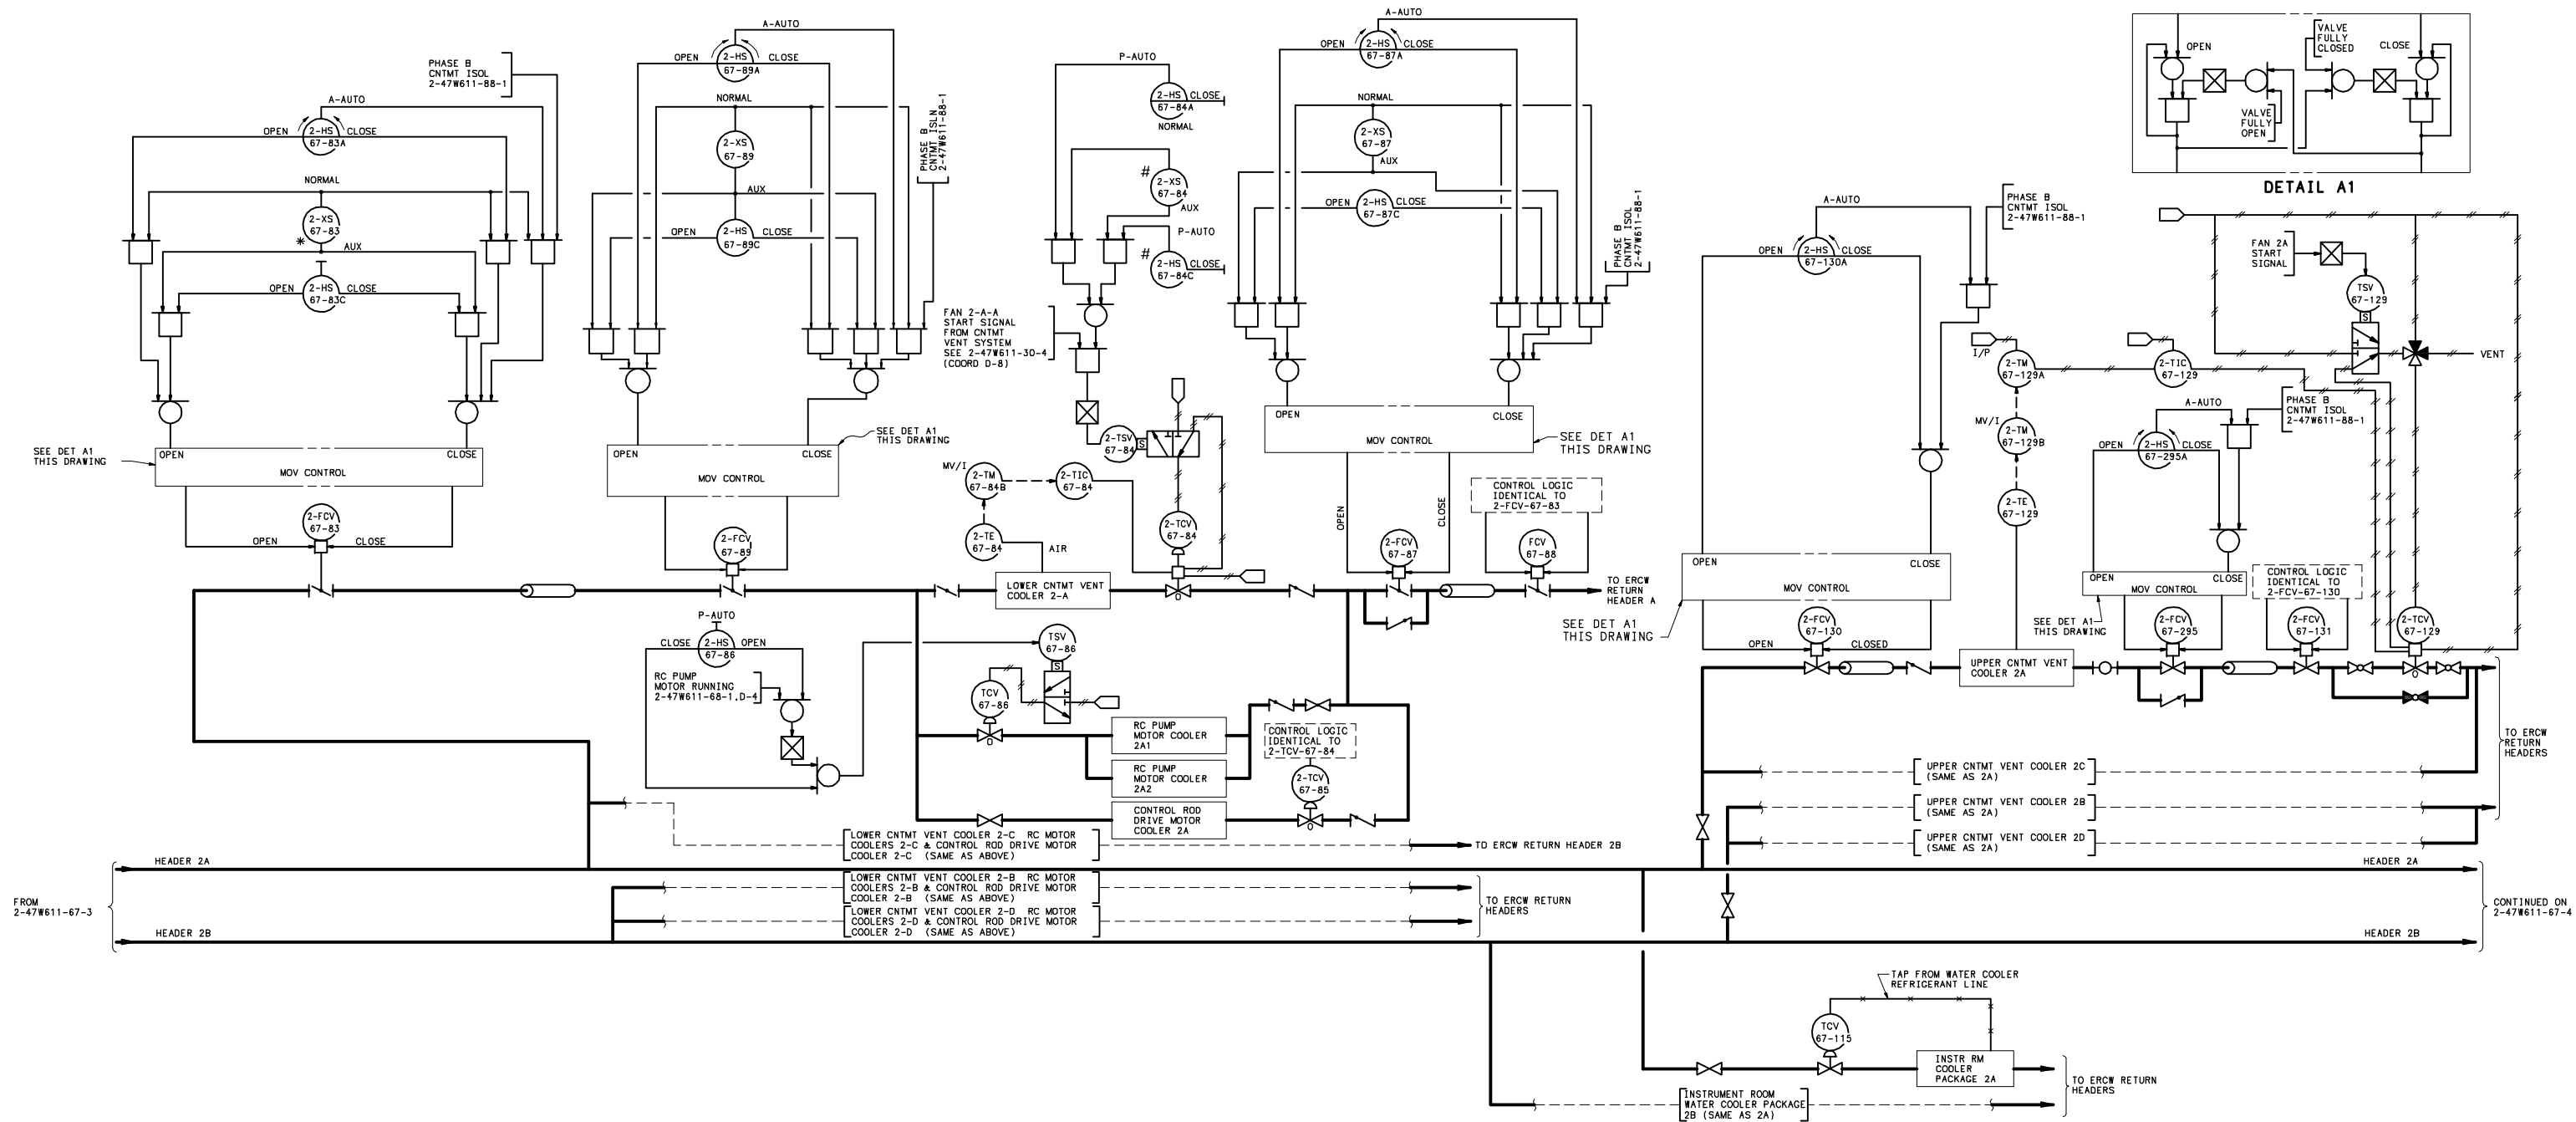 PHASE B
CNTMT ISOL
2-47W611-88-1
A-AUTO
OPEN
2-HS
67-83A
CLOSE
NORMAL
2-XS
67-83
*
AUX
OPEN
2-HS
67-83C
CLOSE
SEE DET A1
THIS DRAWING
OPEN
CLOSE
MOV CONTROL
2-FCV
67-83
OPEN
CLOSE
A-AUTO
OPEN
2-HS
67-89A
CLOSE
NORMAL
2-XS
67-89
AUX
OPEN
2-HS
67-89C
CLOSE
PHASE B
CNTMT ISLN
2-47W611-88-1
SEE DET A1
THIS DRAWING
OPEN
CLOSE
MOV CONTROL
2-FCV
67-89
P-AUTO
2-HS
67-84A
CLOSE
NORMAL
#
2-XS
67-84
AUX
P-AUTO
#
2-HS
67-84C
CLOSE
FAN 2-A-A
START SIGNAL
FROM CNTMT
VENT SYSTEM
SEE 2-47W611-30-4
(COORD D-8)
2-TSV
67-84
S
MV/I
2-TM
67-84B
2-TIC
67-84
2-TE
67-84
AIR
2-TCV
67-84
LOWER CNTMT VENT
COOLER 2-A
O
A-AUTO
OPEN
2-HS
67-87A
CLOSE
NORMAL
2-XS
67-87
AUX
OPEN
2-HS
67-87C
CLOSE
PHASE B
CNTMT ISOL
2-47W611-88-1
OPEN
CLOSE
MOV CONTROL
SEE DET A1
THIS DRAWING
OPEN
CLOSE
2-FCV
67-87
CONTROL LOGIC
IDENTICAL TO
2-FCV-67-83
FCV
67-88
TO ERCW
RETURN
HEADER A
P-AUTO
CLOSE
2-HS
67-86
OPEN
RC PUMP
MOTOR RUNNING
2-47W611-68-1,D-4
TSV
67-86
S
TCV
67-86
O
RC PUMP
MOTOR COOLER
2A1
RC PUMP
MOTOR COOLER
2A2
CONTROL ROD
DRIVE MOTOR
COOLER 2A
CONTROL LOGIC
IDENTICAL TO
2-TCV-67-84
2-TCV
67-85
O
LOWER CNTMT VENT COOLER 2-C RC MOTOR
COOLERS 2-C & CONTROL ROD DRIVE MOTOR
COOLER 2-C (SAME AS ABOVE)
TO ERCW RETURN HEADER 2B
LOWER CNTMT VENT COOLER 2-B RC MOTOR
COOLERS 2-B & CONTROL ROD DRIVE MOTOR
COOLER 2-B (SAME AS ABOVE)
LOWER CNTMT VENT COOLER 2-D RC MOTOR
COOLERS 2-D & CONTROL ROD DRIVE MOTOR
COOLER 2-D (SAME AS ABOVE)
TO ERCW RETURN
HEADERS
FROM
2-47W611-67-3
HEADER 2A
HEADER 2B
OPEN
VALVE
FULLY
CLOSED
CLOSE
VALVE
FULLY
OPEN
DETAIL A1
A-AUTO
OPEN
2-HS
67-130A
CLOSE
PHASE B
CNTMT ISOL
2-47W611-88-1
OPEN
CLOSE
MOV CONTROL
SEE DET A1
THIS DRAWING
OPEN
2-FCV
67-130
CLOSED
I/P
2-TM
67-129A
2-TIC
67-129
MV/I
2-TM
67-129B
2-TE
67-129
FAN 2A
START
SIGNAL
TSV
67-129
S
VENT
A-AUTO
PHASE B
CNTMT ISOL
2-47W611-88-1
OPEN
2-HS
67-295A
CLOSE
OPEN
CLOSE
MOV CONTROL
SEE DET A1
THIS DRAWING
2-FCV
67-295
CONTROL LOGIC
IDENTICAL TO
2-FCV-67-130
2-FCV
67-131
2-TCV
67-129
O
UPPER CNTMT VENT
COOLER 2A
TO ERCW
RETURN
HEADERS
UPPER CNTMT VENT COOLER 2C
(SAME AS 2A)
UPPER CNTMT VENT COOLER 2B
(SAME AS 2A)
UPPER CNTMT VENT COOLER 2D
(SAME AS 2A)
HEADER 2A
HEADER 2B
CONTINUED ON
2-47W611-67-4
TAP FROM WATER COOLER
REFRIGERANT LINE
TCV
67-115
INSTR RM
COOLER
PACKAGE 2A
TO ERCW RETURN
HEADERS
INSTRUMENT ROOM
WATER COOLER PACKAGE
2B (SAME AS 2A)